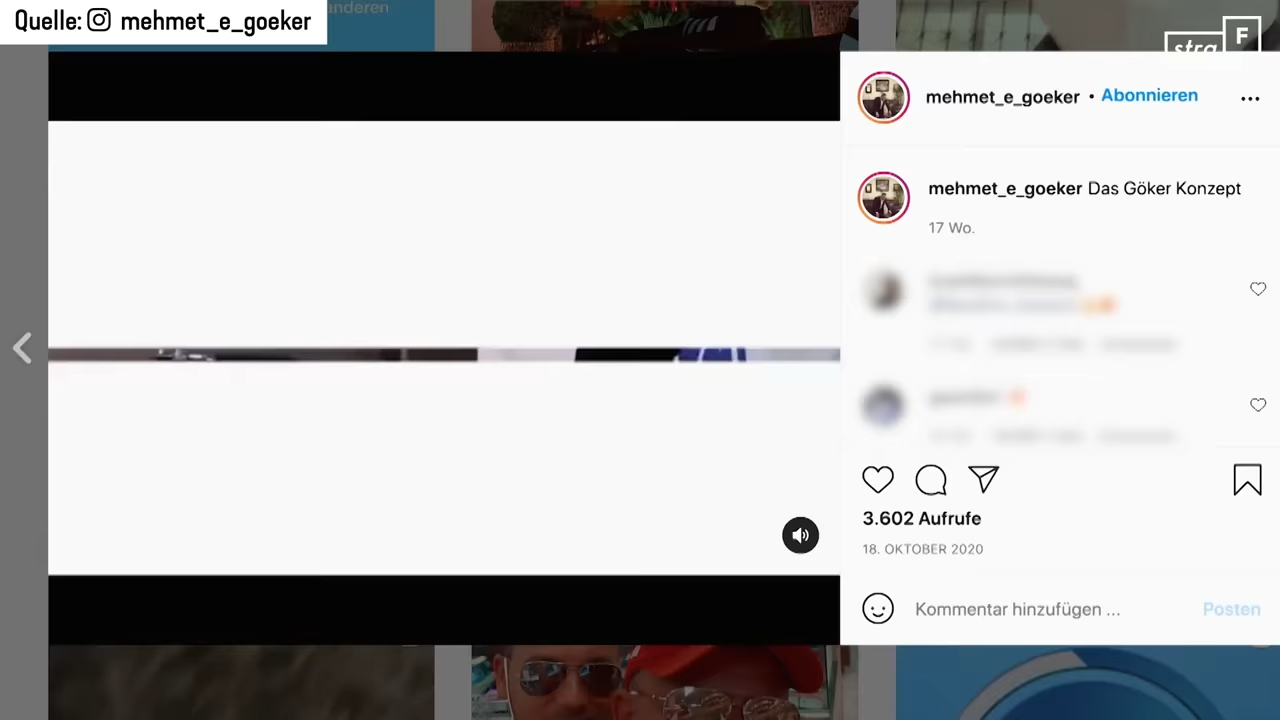 Quelle: mehmet_e_goeker
anderen
stra F
mehmet_e_goeker • Abonnieren
mehmet_e_goeker Das Göker Konzept
17 Wo.
3.602 Aufrufe
18. OKTOBER 2020
Kommentar hinzufügen ...
Posten